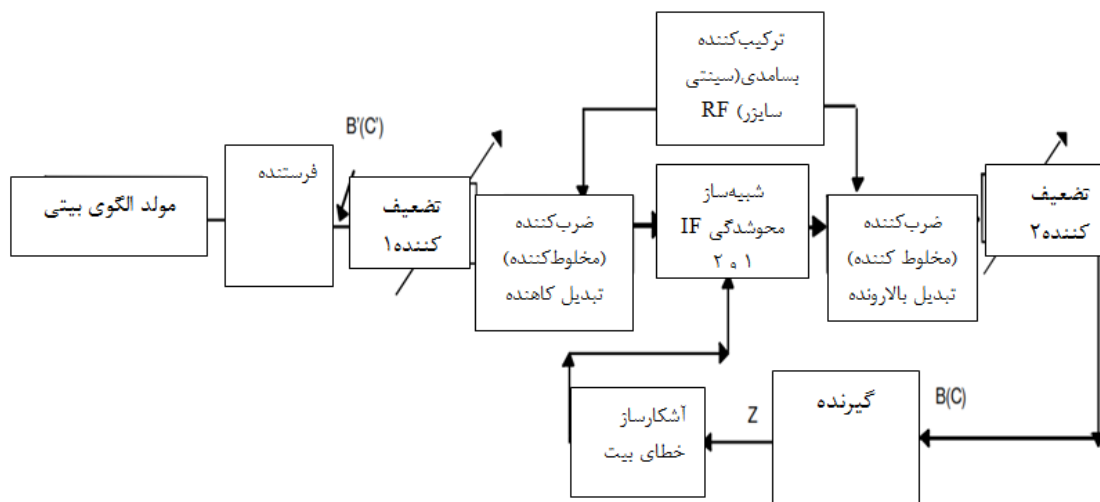 ترکیب‌کننده
بسامدی(سینتی
سایزر) RF
B'(C')
فرستنده
مولد الگوی بیتی
تضعیف
کننده۱
ضرب‌کننده
(مخلوط‌کننده)
تبدیل کاهنده
شبیه‌ساز
محوشدگی IF
۱ و ۲
ضرب‌کننده
(مخلوط کننده)
تبدیل بالارونده
تضعیف
کننده۲
آشکارساز
خطای بیت
Z
گیرنده
B(C)